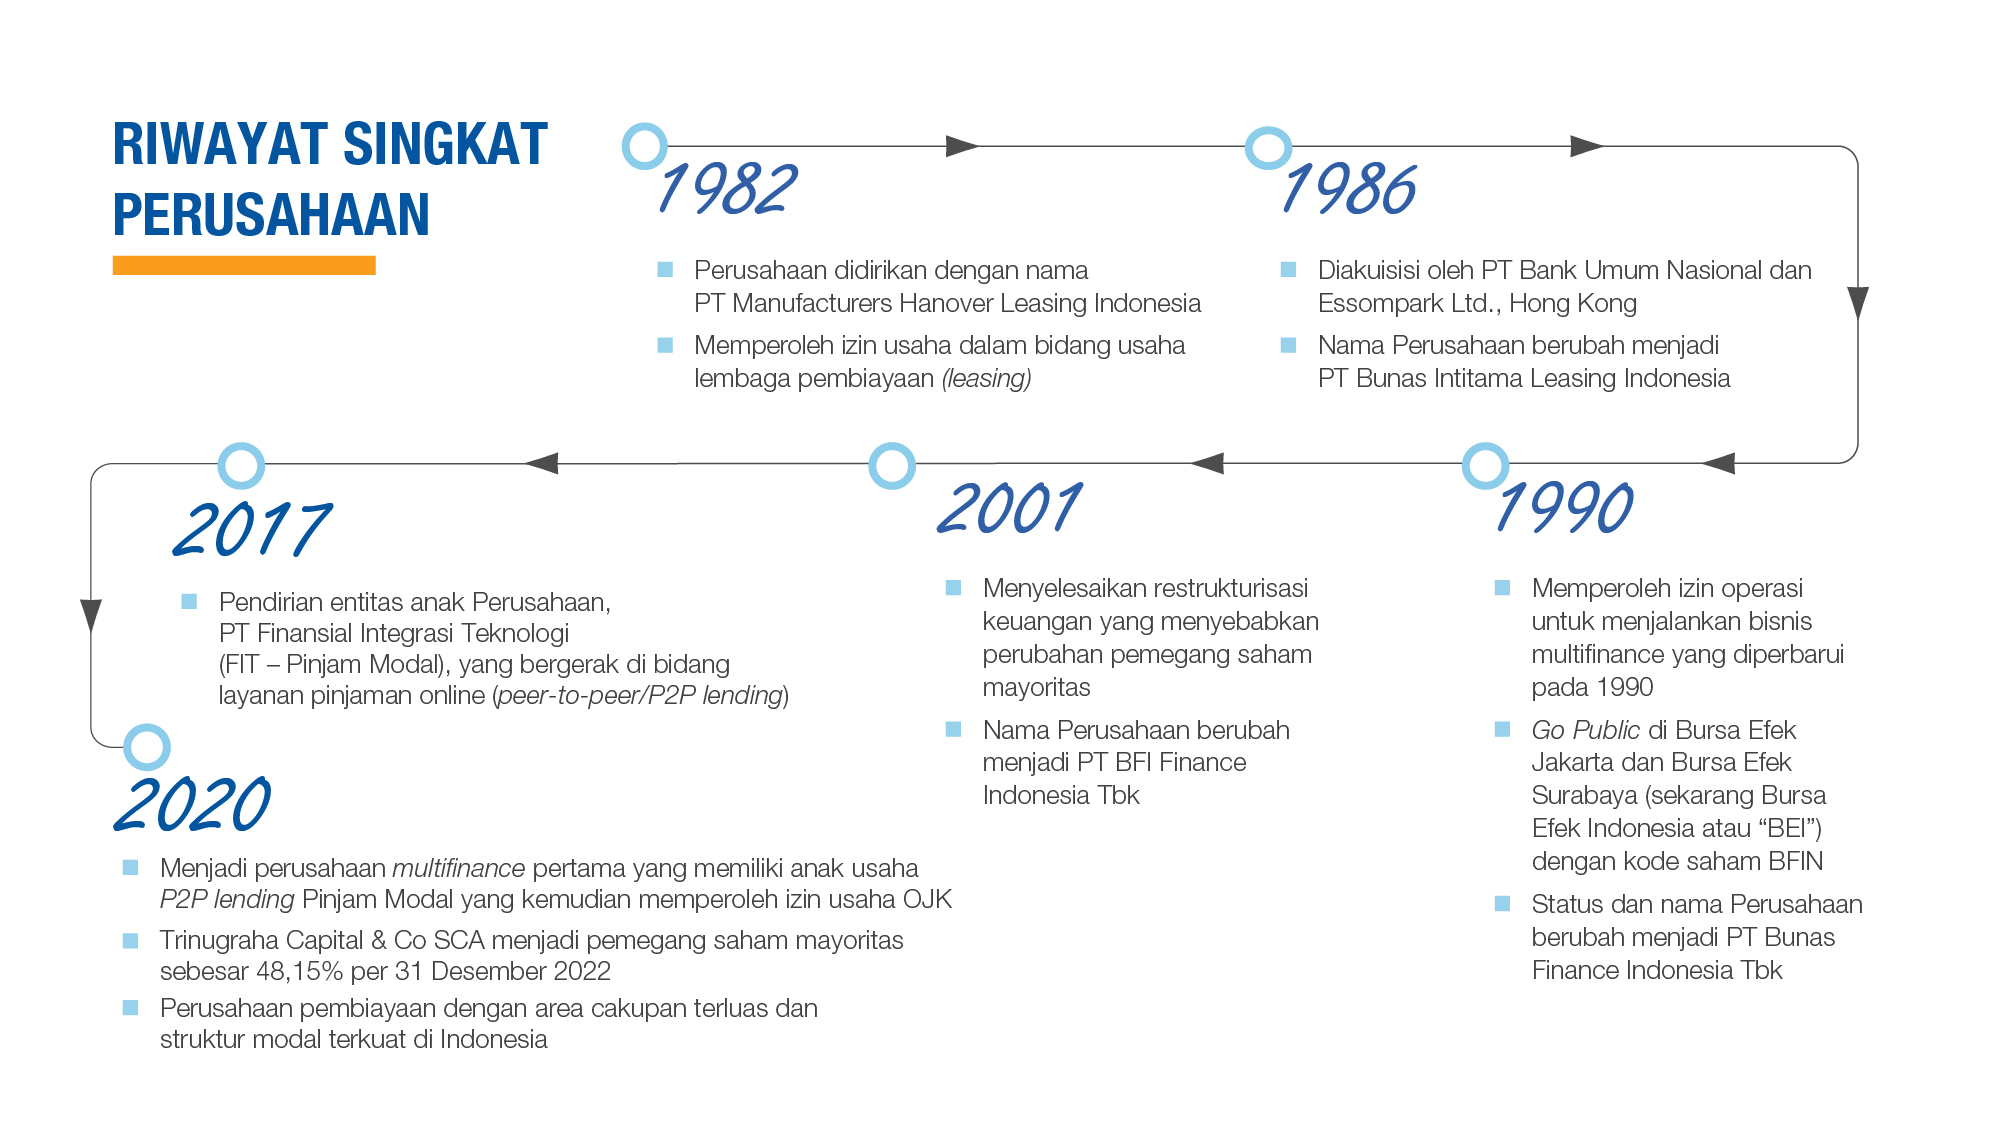 RIWAYAT SINGKAT
PERUSAHAAN
1982
Perusahaan didirikan dengan nama
PT Manufacturers Hanover Leasing Indonesia
Memperoleh izin usaha dalam bidang usaha
lembaga pembiayaan (leasing)
1986
Diakuisisi oleh PT Bank Umum Nasional dan
Essompark Ltd., Hong Kong
Nama Perusahaan berubah menjadi
PT Bunas Intitama Leasing Indonesia
1990
Memperoleh izin operasi
untuk menjalankan bisnis
multifinance yang diperbarui
pada 1990
Go Public di Bursa Efek
Jakarta dan Bursa Efek
Surabaya (sekarang Bursa
Efek Indonesia atau “BEI”)
dengan kode saham BFIN
Status dan nama Perusahaan
berubah menjadi PT Bunas
Finance Indonesia Tbk
2001
Menyelesaikan restrukturisasi
keuangan yang menyebabkan
perubahan pemegang saham
mayoritas
Nama Perusahaan berubah
menjadi PT BFI Finance
Indonesia Tbk
2017
Pendirian entitas anak Perusahaan,
PT Finansial Integrasi Teknologi
(FIT – Pinjam Modal), yang bergerak di bidang
layanan pinjaman online (peer-to-peer/P2P lending)
2020
Menjadi perusahaan multifinance pertama yang memiliki anak usaha
P2P lending Pinjam Modal yang kemudian memperoleh izin usaha OJK
Trinugraha Capital & Co SCA menjadi pemegang saham mayoritas
sebesar 48,15% per 31 Desember 2022
Perusahaan pembiayaan dengan area cakupan terluas dan
struktur modal terkuat di Indonesia